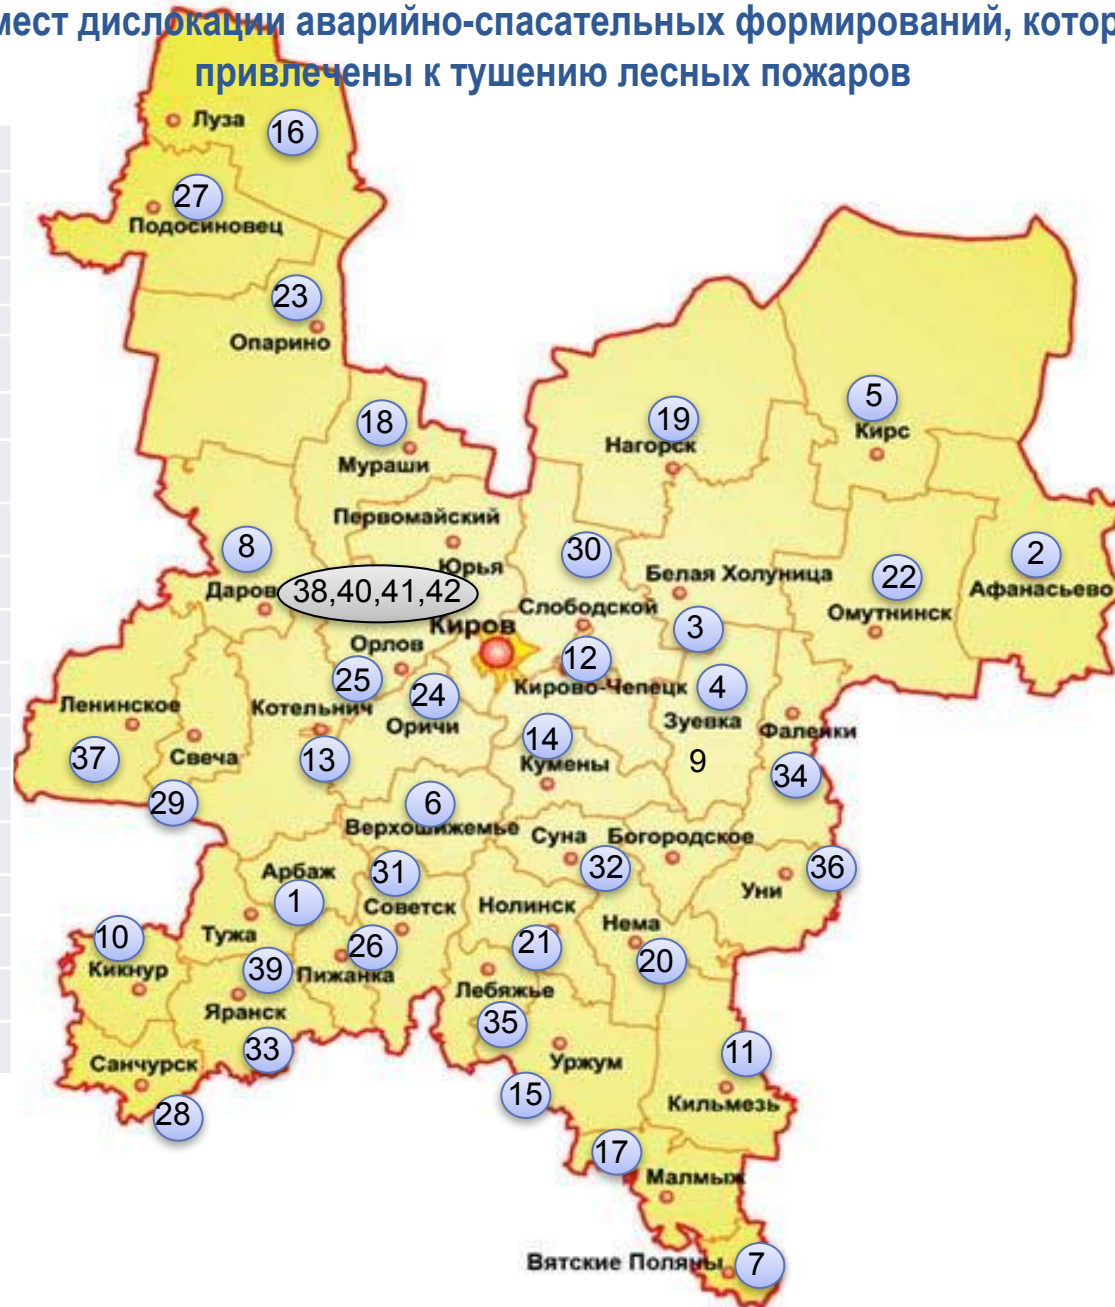 мест дислокации аварийно-спасательных формирований, котор
привлечены к тушению лесных пожаров
Луза
16
27
Подосиновец
23
Опарино
5
18
19
Нагорск
Кирс
Мураши
Первомайский
8
30
2
Юрья
Белая Холуница
22
Афанасьево
Даров
38,40,41,42
Слободской
Омутнинск
Киров
3
Орлов
12
25
24
Кирово-Чепецк
4
Ленинское
Котельнич
Оричи
Зуевка
Фаленки
14
37
Свеча
13
Кумены
9
34
29
6
Верхошижемье
Суна
Богородское
Арбаж
31
32
36
Уни
1
Советск
Нолинск
Нема
10
Тужа
26
21
20
Кикнур
39
Пижанка
Лебяжье
Яранск
35
33
Уржум
11
Санчурск
15
Кильмезь
28
17
Малмыж
Вятские Поляны
7